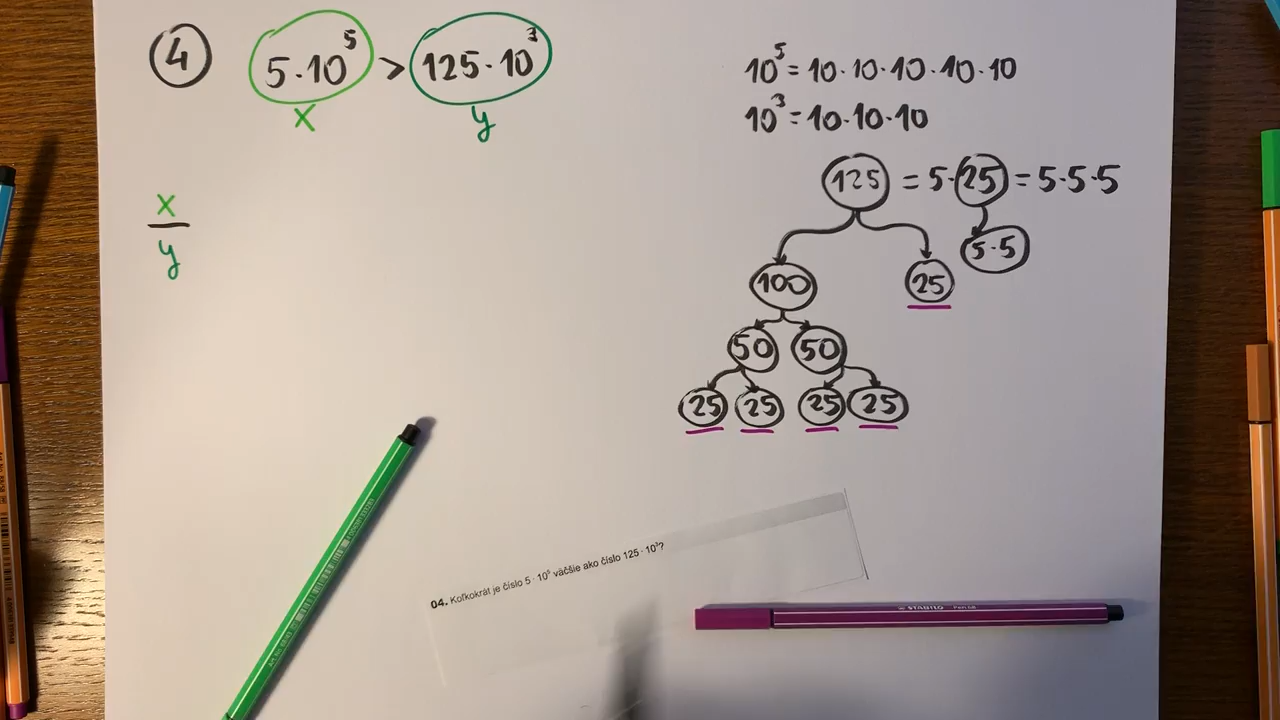 4 5·10⁵ > 125·10³
x y
x
y
10⁵ = 10·10·10·10·10
10³ = 10·10·10
125 = 5·25 = 5·5·5
5·5
100 25
50 50
25 25 25 25
04. Koľkokrát je číslo 5 · 10⁵ väčšie ako číslo 125 · 10³?
STABILO Pen 68